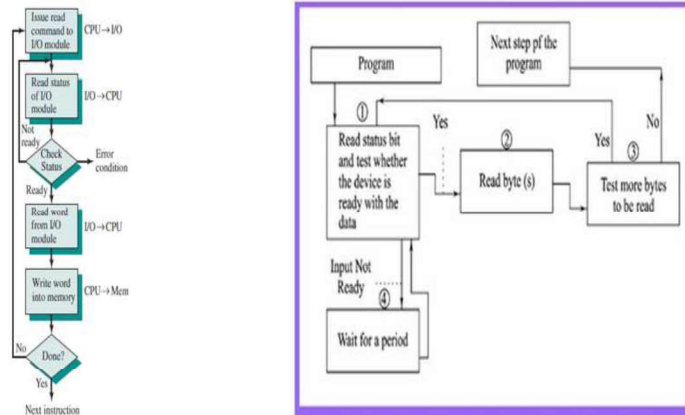 Issue read
command to
I/O module
CPU→I/O
Read status
of I/O
module
I/O→CPU
Not
ready
Check
Status
Error
condition
Ready
Read word
from I/O
module
I/O→CPU
Write word
into memory
CPU→Mem
No
Done?
Yes
Next instruction
Program
Next step pf the
program
①
Yes
②
Yes
③
No
Read status bit
and test whether
the device is
ready with the
data
Read byte (s)
Test more bytes
to be read
Input Not
Ready
④
Wait for a period